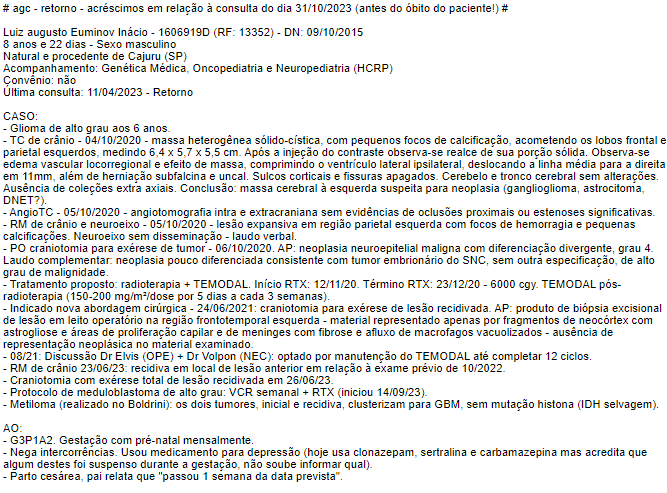 # agc - retorno - acréscimos em relação à consulta do dia 31/10/2023 (antes do óbito do paciente!) #

Luiz augusto Euminov Inácio - 1606919D (RF: 13352) - DN: 09/10/2015
8 anos e 22 dias - Sexo masculino
Natural e procedente de Cajuru (SP)
Acompanhamento: Genética Médica, Oncopediatria e Neuropediatria (HCRP)
Convênio: não
Última consulta: 11/04/2023 - Retorno

CASO:
- Glioma de alto grau aos 6 anos.
- TC de crânio - 04/10/2020 - massa heterogênea sólido-cística, com pequenos focos de calcificação, acometendo os lobos frontal e
parietal esquerdos, medindo 6,4 x 5,7 x 5,5 cm. Após a injeção do contraste observa-se realce de sua porção sólida. Observa-se
edema vascular locorregional e efeito de massa, comprimindo o ventrículo lateral ipsilateral, deslocando a linha média para a direita
em 11mm, além de herniação subfalcina e uncal. Sulcos corticais e fissuras apagados. Cerebelo e tronco cerebral sem alterações.
Ausência de coleções extra axiais. Conclusão: massa cerebral à esquerda suspeita para neoplasia (ganglioglioma, astrocitoma,
DNET?).
- AngioTC - 05/10/2020 - angiotomografia intra e extracraniana sem evidências de oclusões proximais ou estenoses significativas.
- RM de crânio e neuroeixo - 05/10/2020 - lesão expansiva em região parietal esquerda com focos de hemorragia e pequenas
calcificações. Neuroeixo sem disseminação - laudo verbal.
- PO craniotomia para exérese de tumor - 06/10/2020. AP: neoplasia neuroepitelial maligna com diferenciação divergente, grau 4.
Laudo complementar: neoplasia pouco diferenciada consistente com tumor embrionário do SNC, sem outra especificação, de alto
grau de malignidade.
- Tratamento proposto: radioterapia + TEMODAL. Início RTX: 12/11/20. Término RTX: 23/12/20 - 6000 cgy. TEMODAL pós-
radioterapia (150-200 mg/m²/dose por 5 dias a cada 3 semanas).
- Indicado nova abordagem cirúrgica - 24/06/2021: craniotomia para exérese de lesão recidivada. AP: produto de biópsia excisional
de lesão em leito operatório na região frontotemporal esquerda - material representado apenas por fragmentos de neocórtex com
astrogliose e áreas de proliferação capilar e de meninges com fibrose e afluxo de macrofagos vacuolizados - ausência de
representação neoplásica no material examinado.
- 08/21: Discussão Dr Elvis (OPE) + Dr Volpon (NEC): optado por manutenção do TEMODAL até completar 12 ciclos.
- RM de crânio 23/06/23: recidiva em local de lesão anterior em relação à exame prévio de 10/2022.
- Craniotomia com exérese total de lesão recidivada em 26/06/23.
- Protocolo de meduloblastoma de alto grau: VCR semanal + RTX (iniciou 14/09/23).
- Metiloma (realizado no Boldrini): os dois tumores, inicial e recidiva, clusterizam para GBM, sem mutação histona (IDH selvagem).

AO:
- G3P1A2. Gestação com pré-natal mensalmente.
- Nega intercorrências. Usou medicamento para depressão (hoje usa clonazepam, sertralina e carbamazepina mas acredita que
algum destes foi suspenso durante a gestação, não soube informar qual).
- Parto cesárea, pai relata que "passou 1 semana da data prevista".